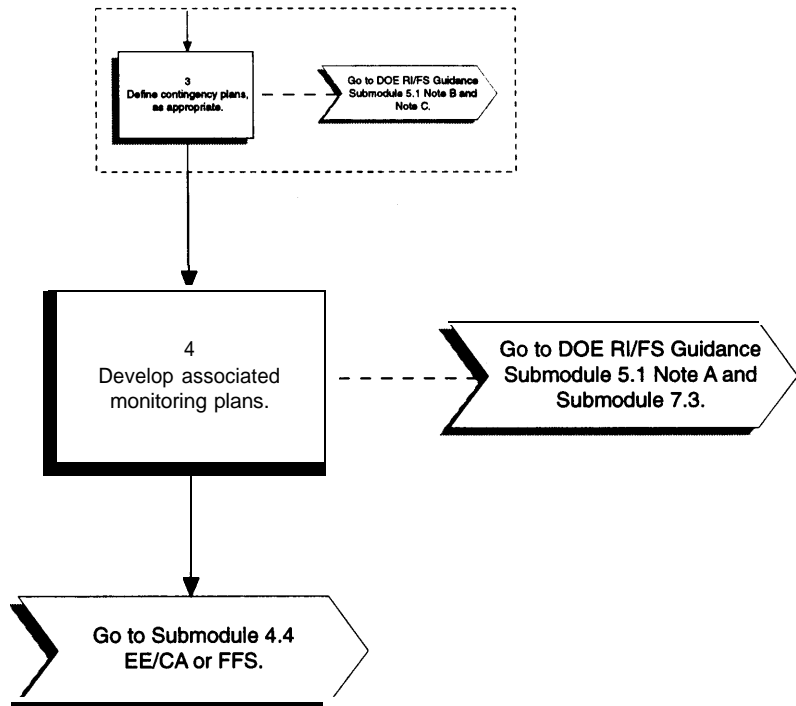 3
Define contingency plans,
as appropriate.
Go to DOE RI/FS Guidance
Submodule 5.1 Note B and
Note C.
4
Develop associated
monitoring plans.
Go to DOE RI/FS Guidance
Submodule 5.1 Note A and
Submodule 7.3.
Go to Submodule 4.4
EE/CA or FFS.